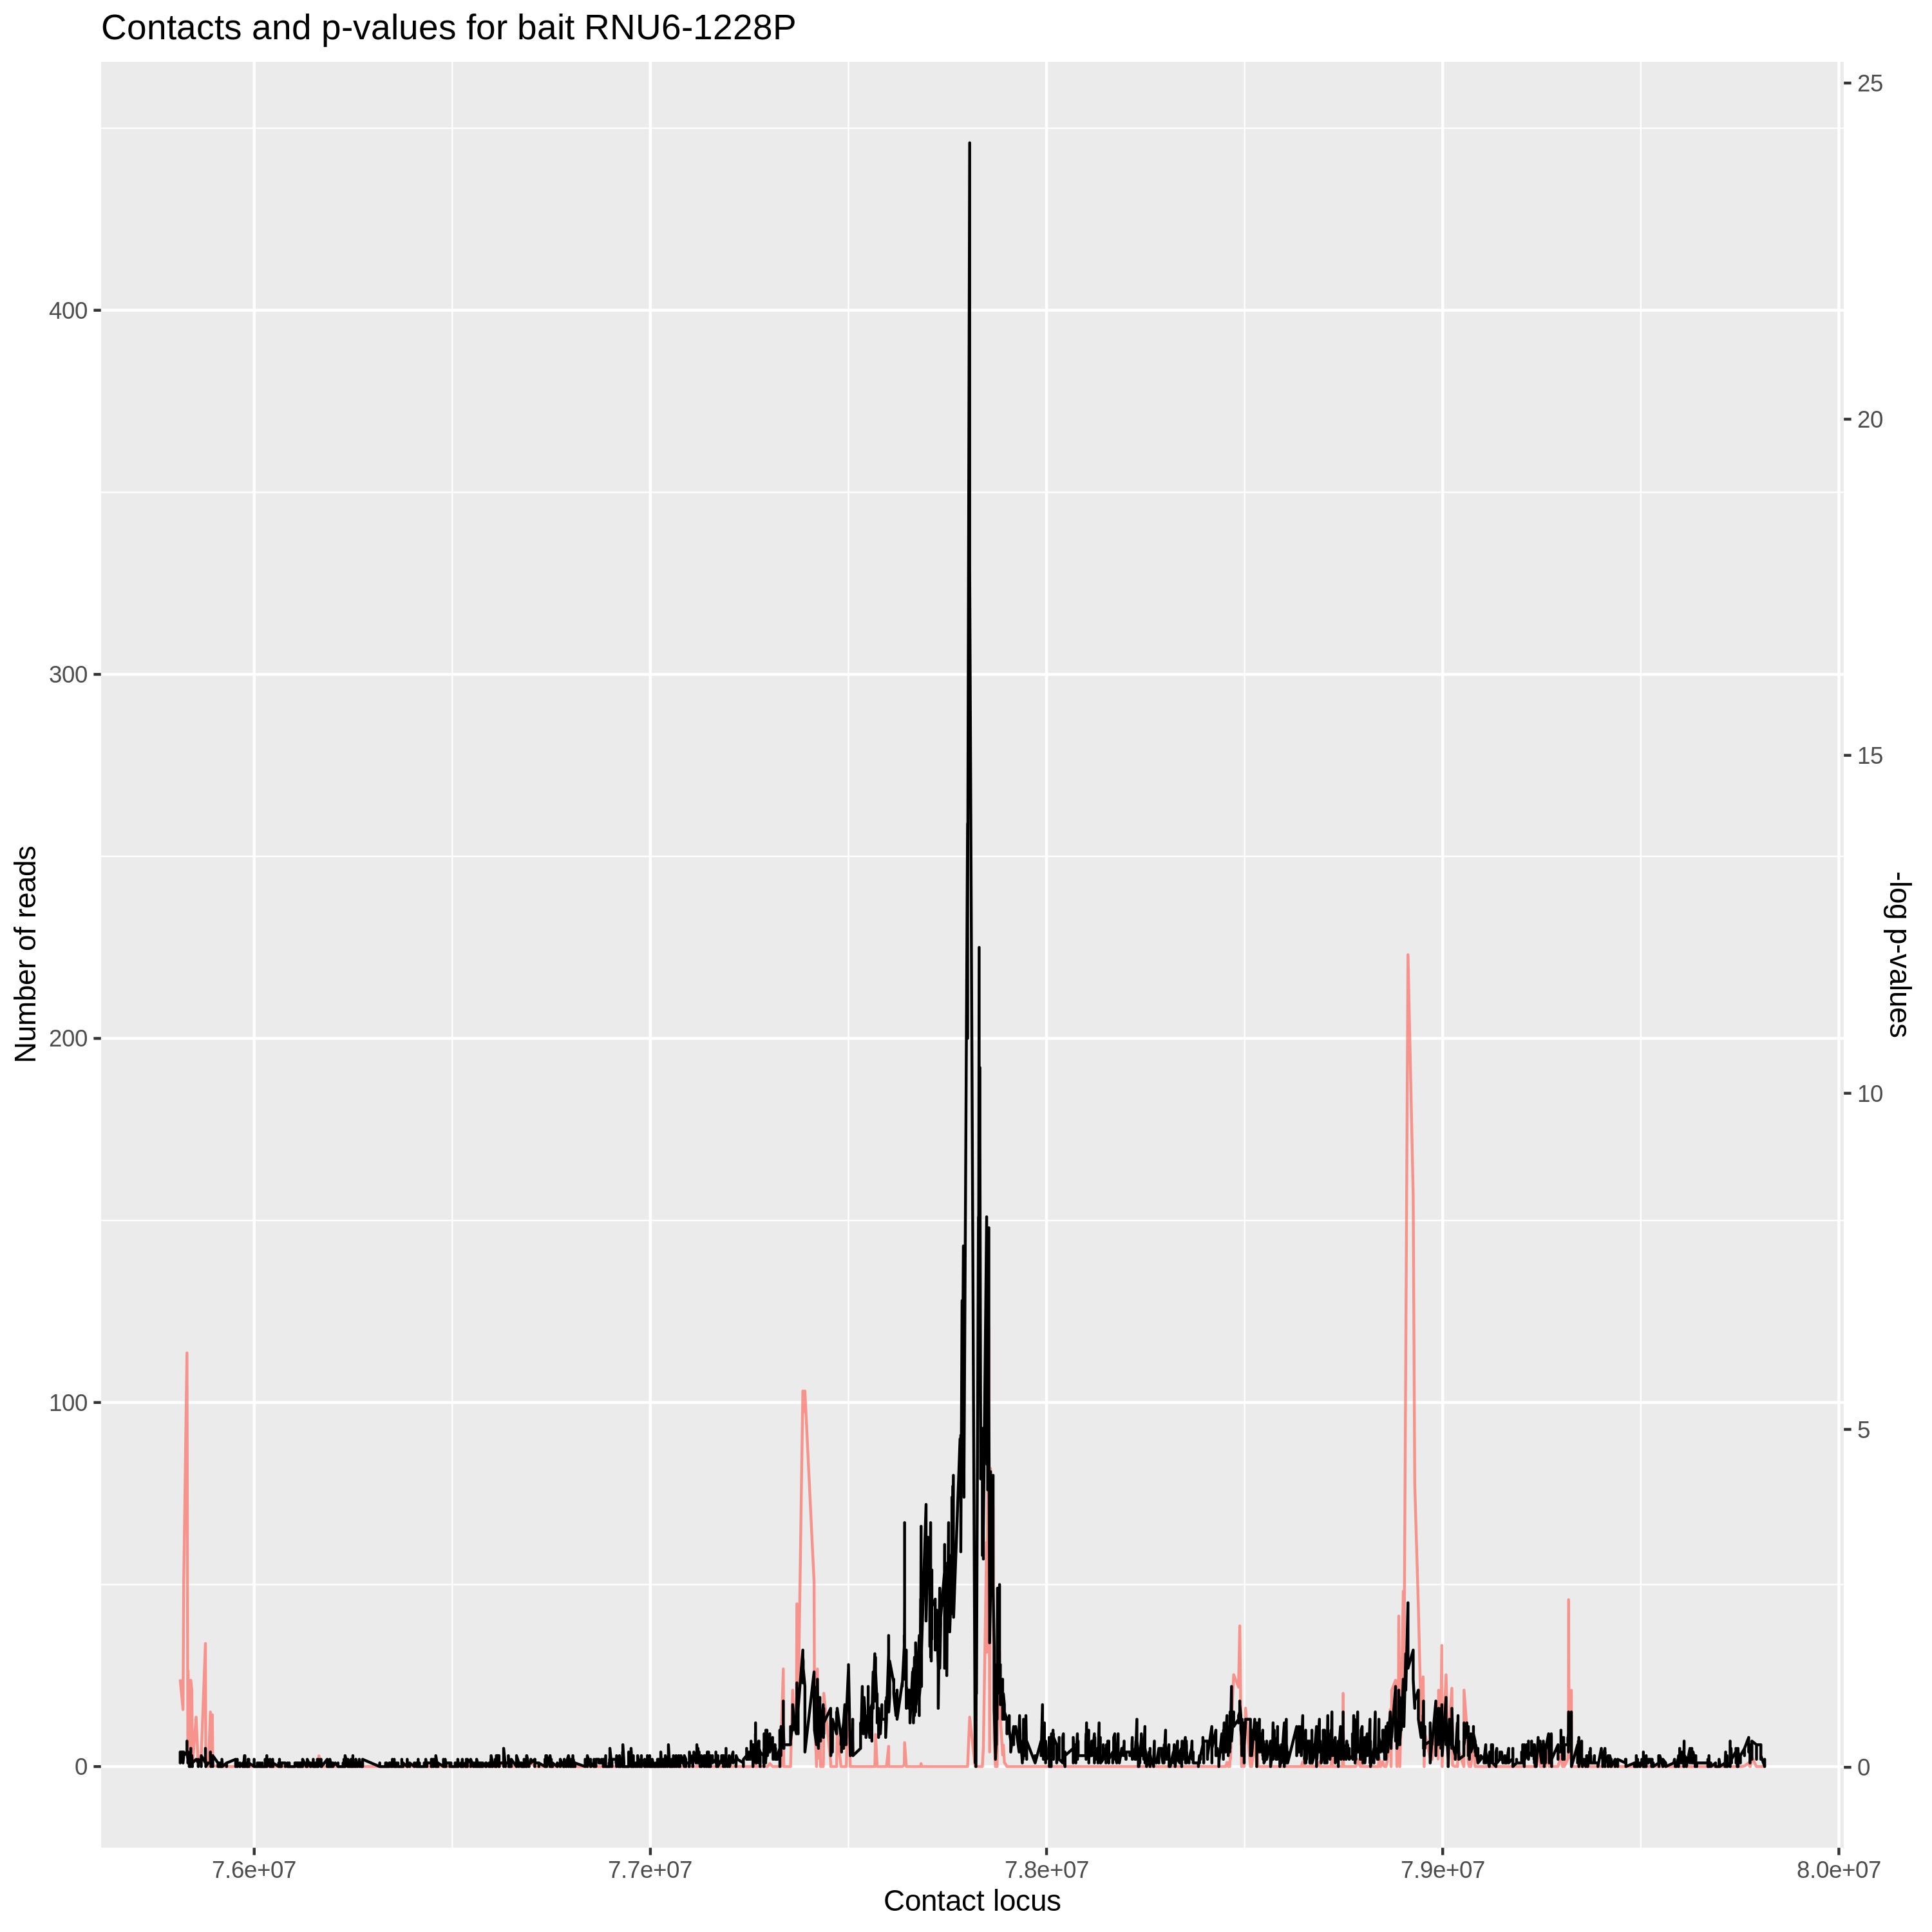 Contacts and p-values for bait RNU6-1228P
25
20
15
10
5
0
-log p-values
400
300
200
100
0
Number of reads
7.6e+07 7.7e+07 7.8e+07 7.9e+07 8.0e+07
Contact locus